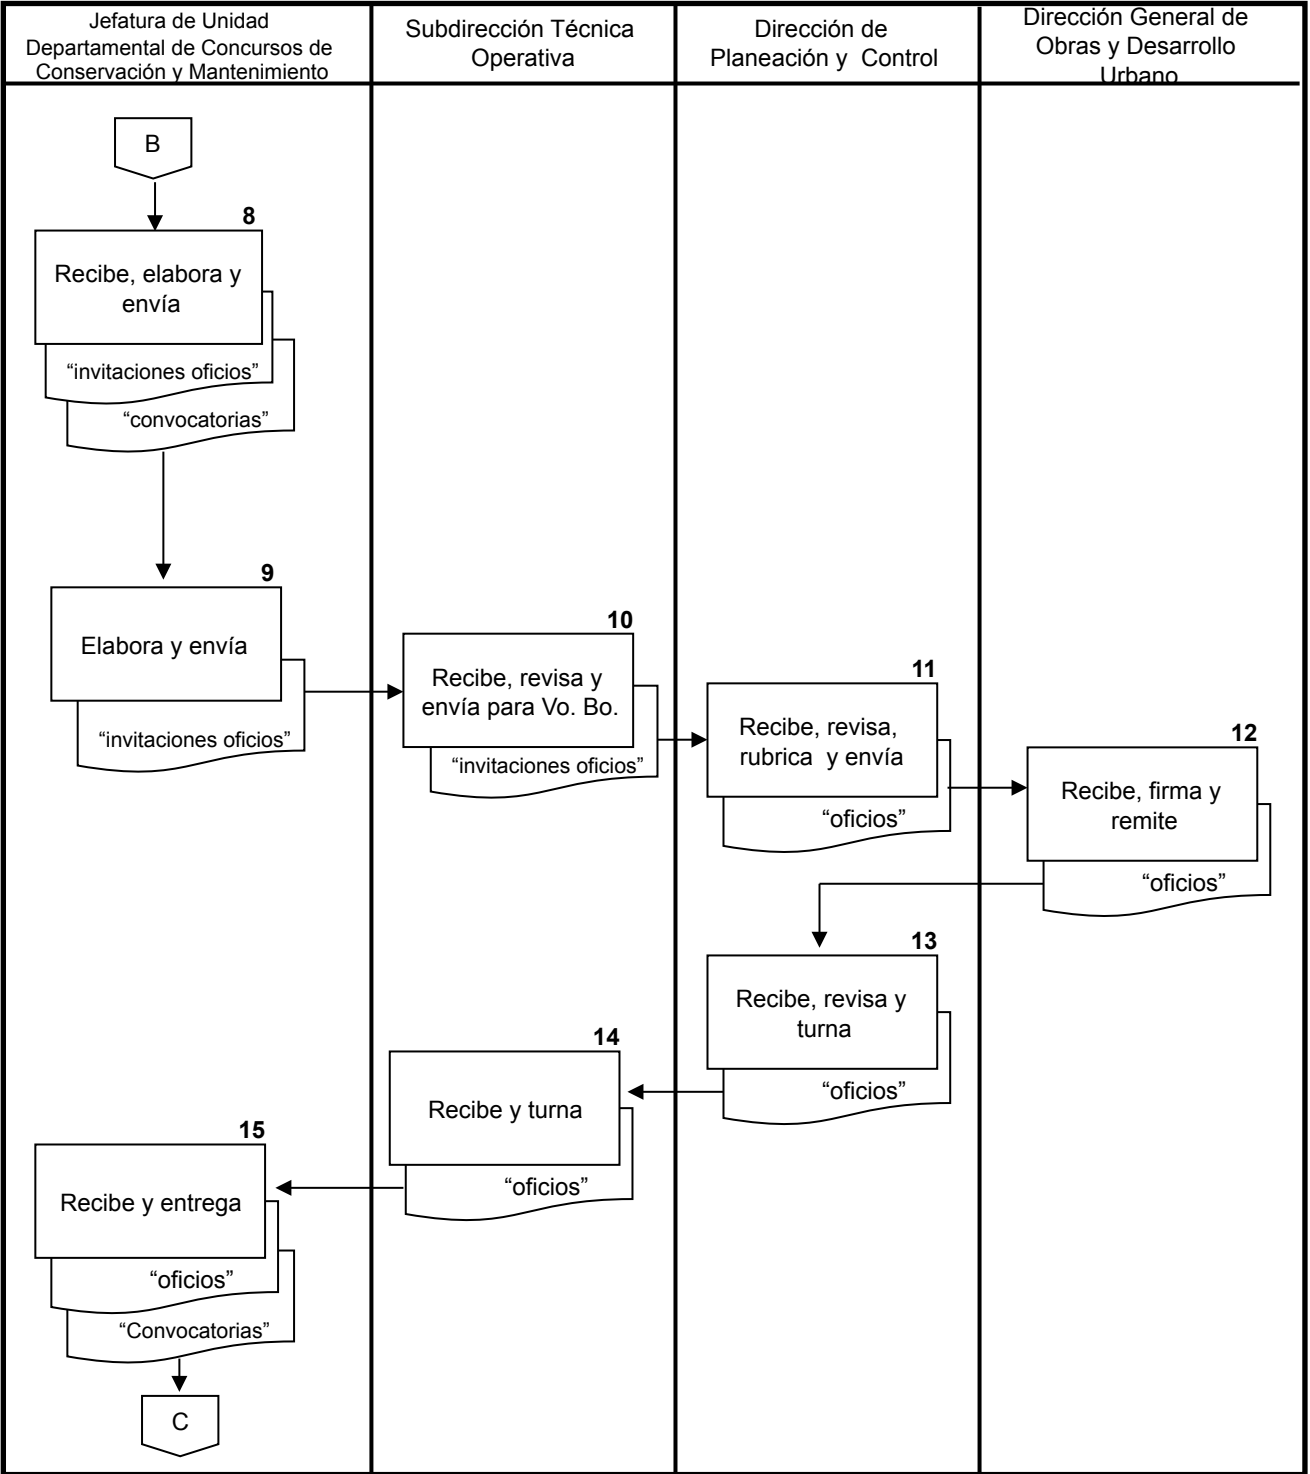 Jefatura de Unidad
Departamental de Concursos de
Conservación y Mantenimiento
Subdirección Técnica
Operativa
Dirección de
Planeación y Control
Dirección General de
Obras y Desarrollo
Urbano
B
8
Recibe, elabora y
envía
“invitaciones oficios”
“convocatorias”
9
Elabora y envía
“invitaciones oficios”
10
Recibe, revisa y
envía para Vo. Bo.
“invitaciones oficios”
11
Recibe, revisa,
rubrica y envía
“oficios”
12
Recibe, firma y
remite
“oficios”
13
Recibe, revisa y
turna
“oficios”
14
Recibe y turna
“oficios”
15
Recibe y entrega
“oficios”
“Convocatorias”
C